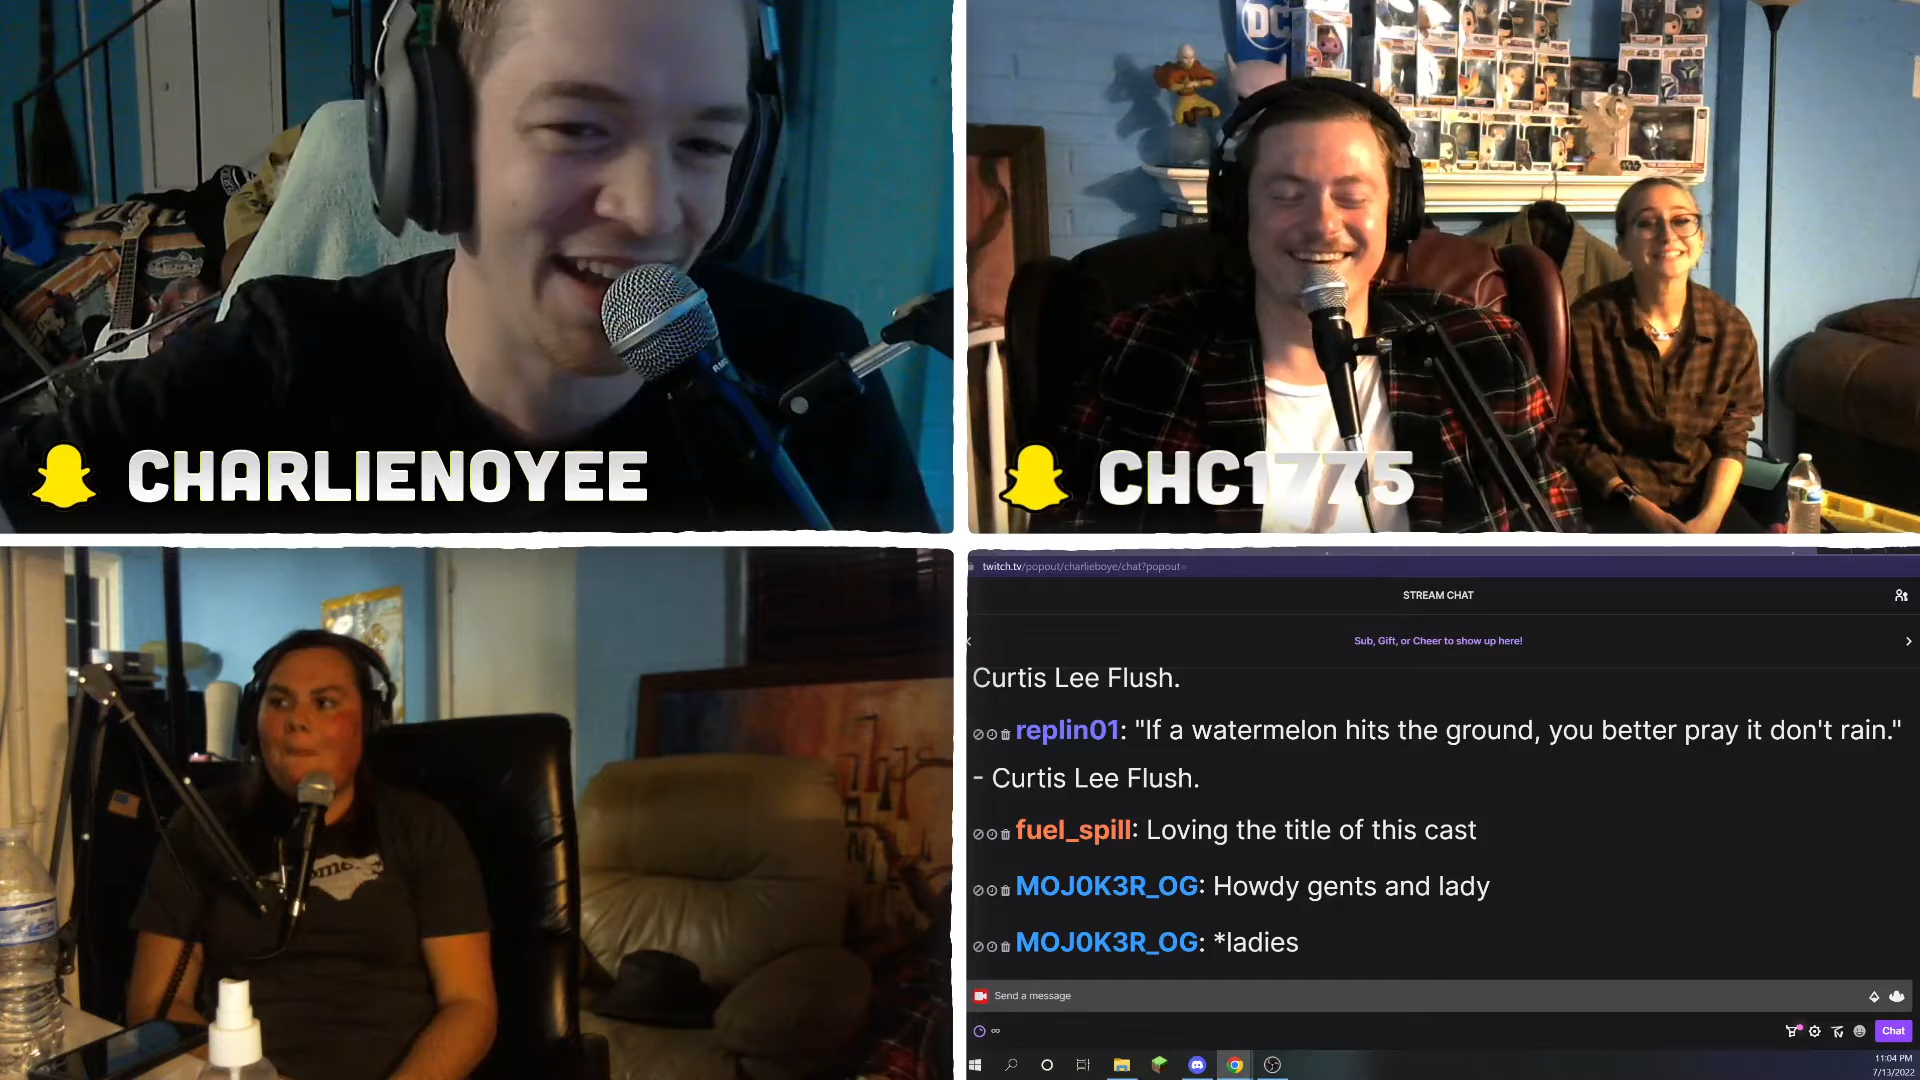 DC
CHARLIENOYEE
CHC1775
twitch.tv/popout/charlieboye/chat?popout=
STREAM CHAT
Sub, Gift, or Cheer to show up here!
Curtis Lee Flush.
replin01: "If a watermelon hits the ground, you better pray it don't rain."
- Curtis Lee Flush.
fuel_spill: Loving the title of this cast
MOJ0K3R_OG: Howdy gents and lady
MOJ0K3R_OG: *ladies
Send a message
∞
Chat
11:04 PM
7/13/2022